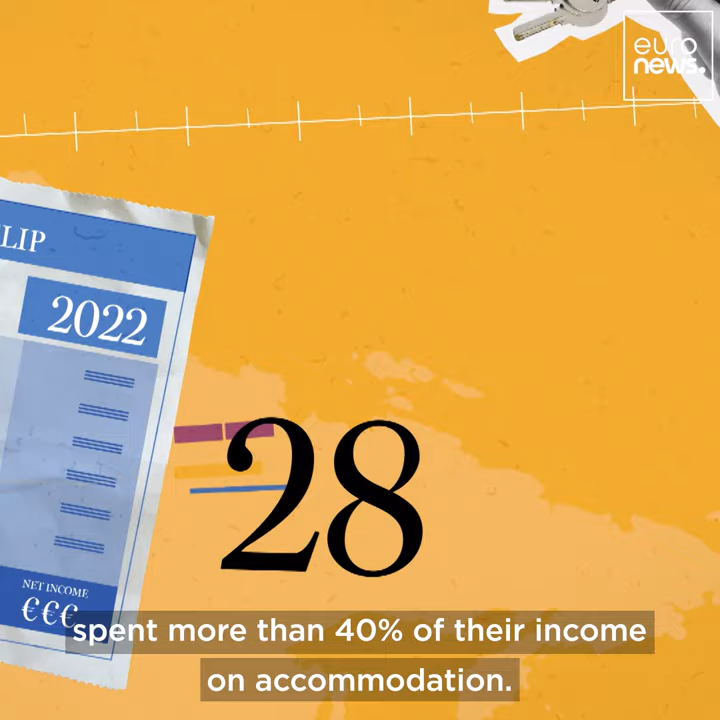 euro
news.
LIP
2022
28
NET INCOME
€€€
spent more than 40% of their income
on accommodation.